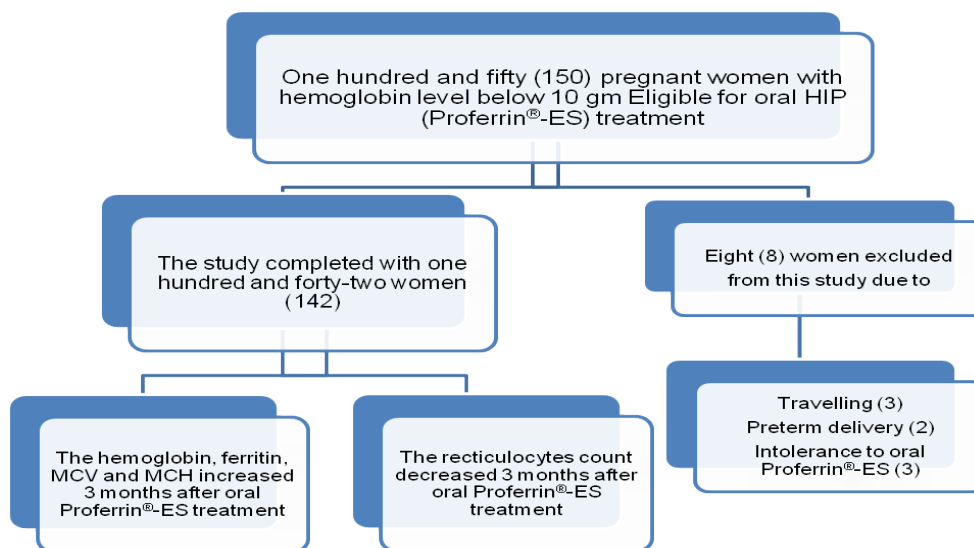 One hundred and fifty (150) pregnant women with
hemoglobin level below 10 gm Eligible for oral HIP
(Proferrin®-ES) treatment
The study completed with one
hundred and forty-two women
(142)
Eight (8) women excluded
from this study due to
The hemoglobin, ferritin,
MCV and MCH increased
3 months after oral
Proferrin®-ES treatment
The recticulocytes count
decreased 3 months after
oral Proferrin®-ES
treatment
Travelling (3)
Preterm delivery (2)
Intolerance to oral
Proferrin®-ES (3)